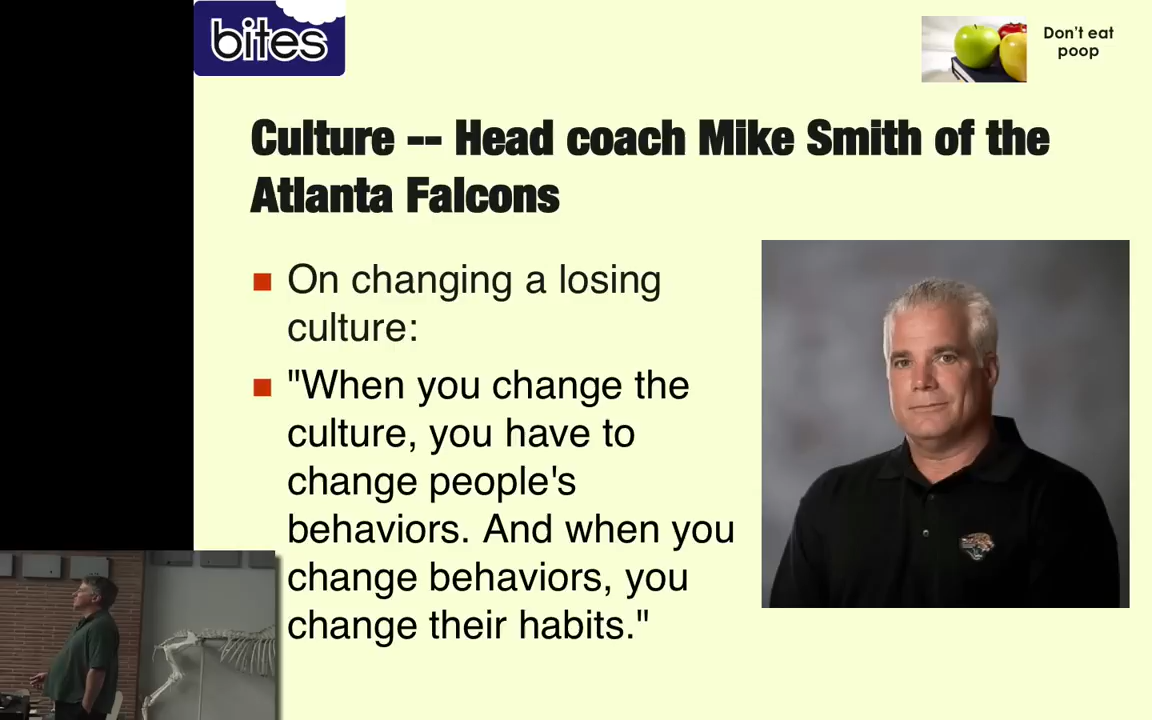 bites
Don't eat
poop
Culture -- Head coach Mike Smith of the
Atlanta Falcons
On changing a losing
culture:
"When you change the
culture, you have to
change people's
behaviors. And when you
change behaviors, you
change their habits."